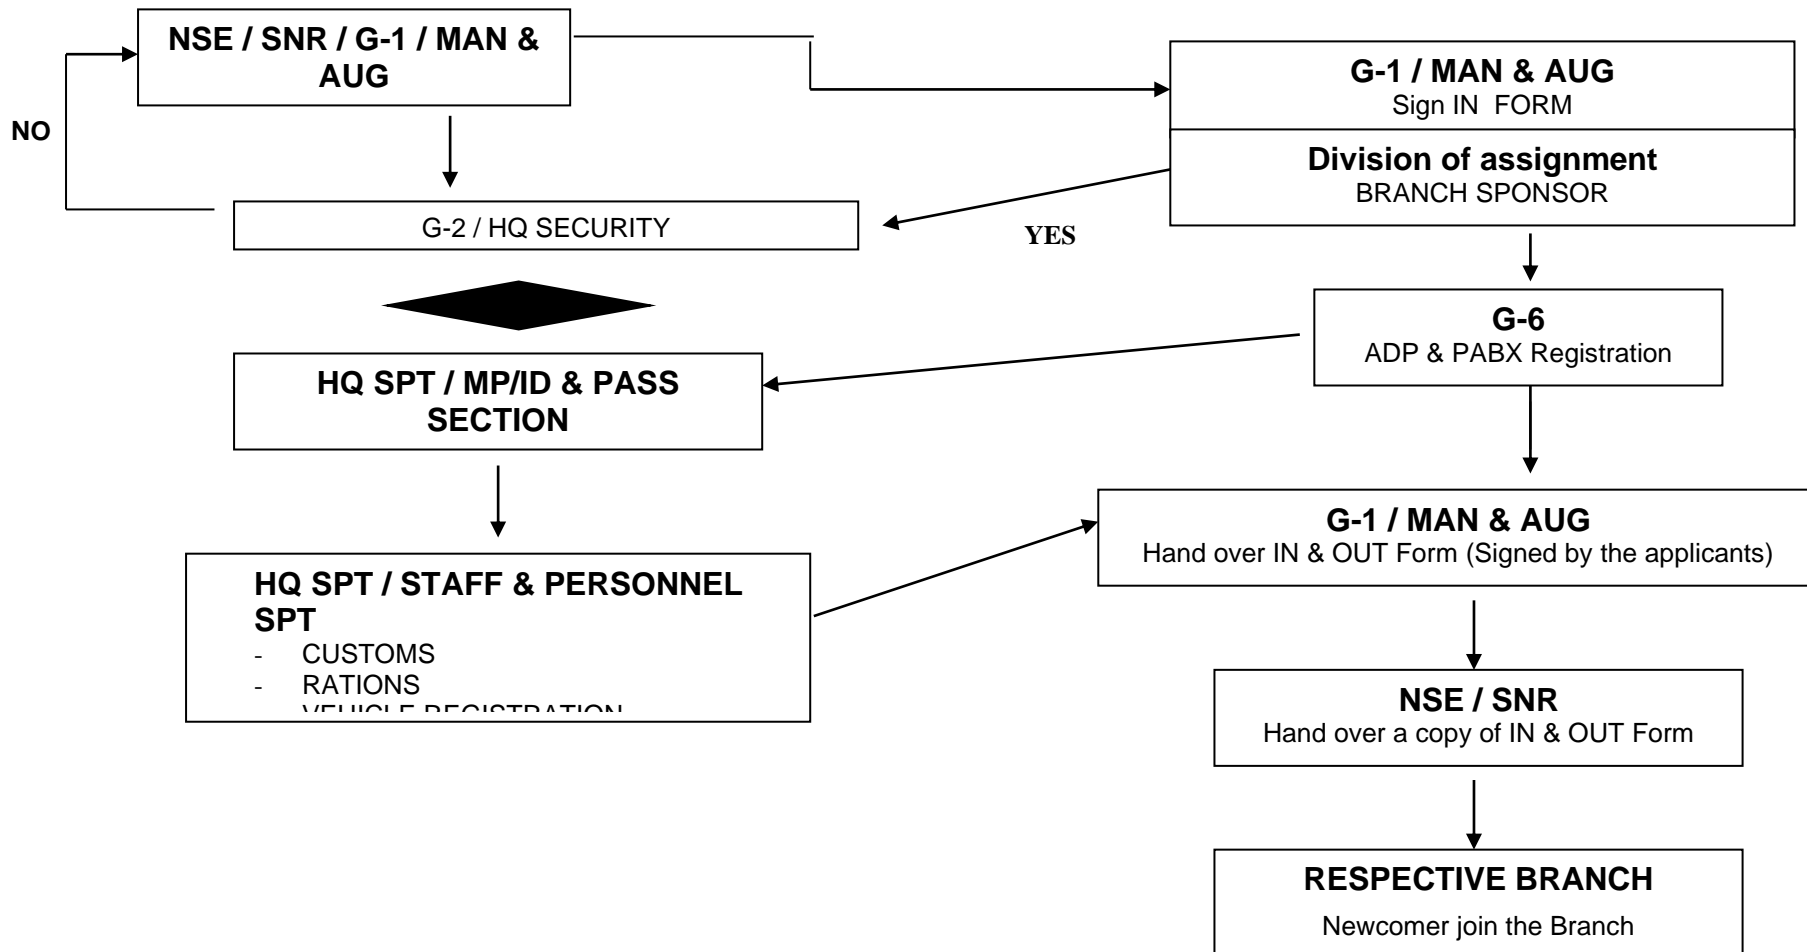 NSE / SNR / G-1 / MAN &
AUG
NO
G-2 / HQ SECURITY
G-1 / MAN & AUG
Sign IN  FORM
Division of assignment
BRANCH SPONSOR
YES
G-6
ADP & PABX Registration
HQ SPT / MP/ID & PASS
SECTION
HQ SPT / STAFF & PERSONNEL
SPT
- CUSTOMS
- RATIONS
VEHICLE REGISTRATION
G-1 / MAN & AUG
Hand over IN & OUT Form (Signed by the applicants)
NSE / SNR
Hand over a copy of IN & OUT Form
RESPECTIVE BRANCH
Newcomer join the Branch